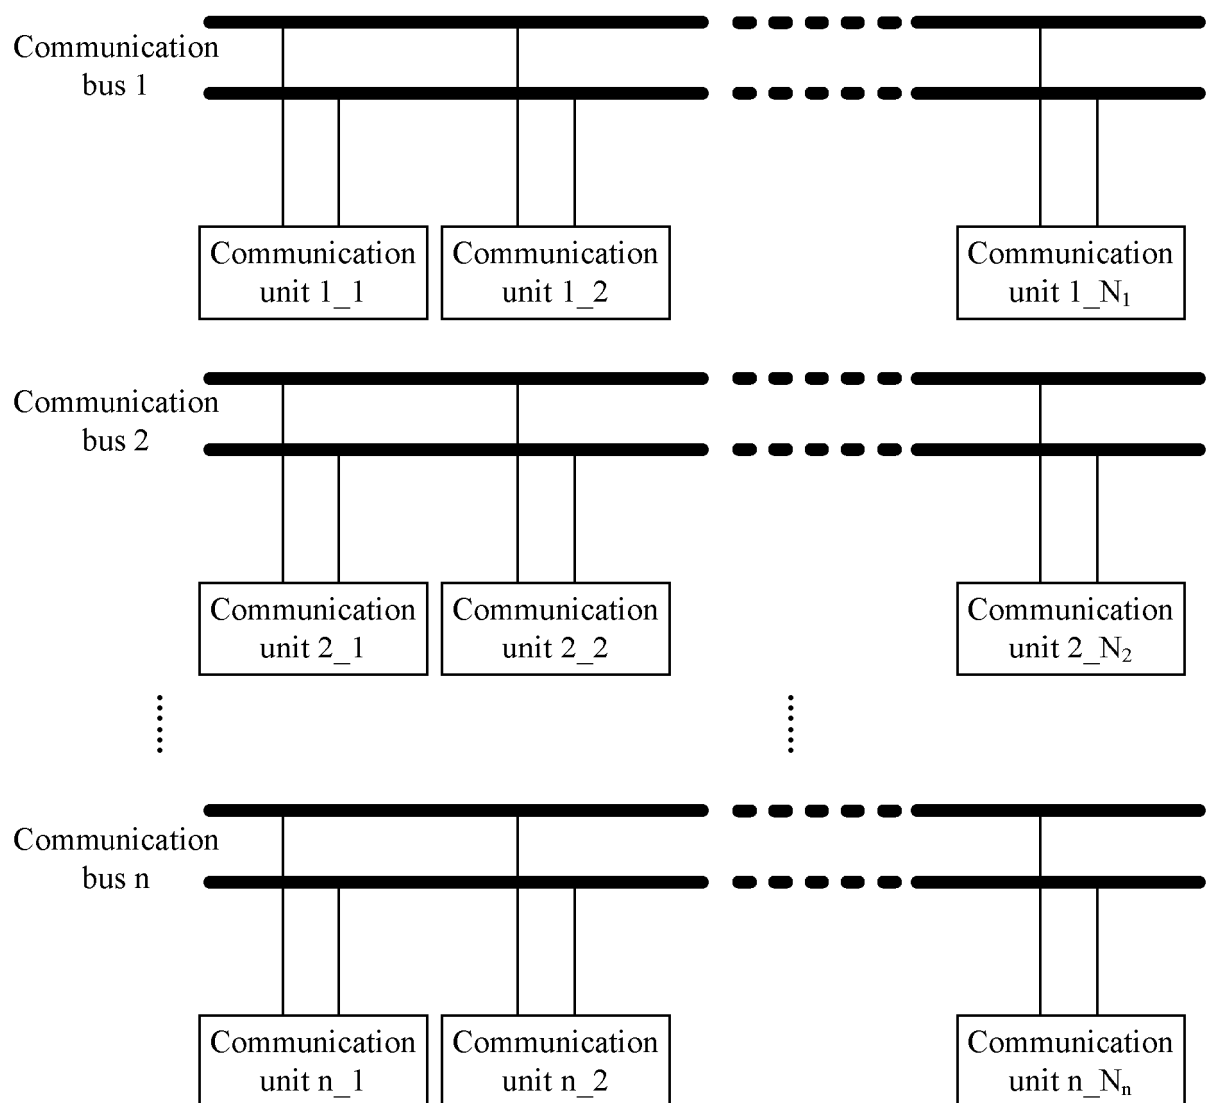 Communication
bus 1
Communication
unit 1_1
Communication
unit 1_2
Communication
unit 1_N₁
Communication
bus 2
Communication
unit 2_1
Communication
unit 2_2
Communication
unit 2_N₂
Communication
bus n
Communication
unit n_1
Communication
unit n_2
Communication
unit n_Nₙ